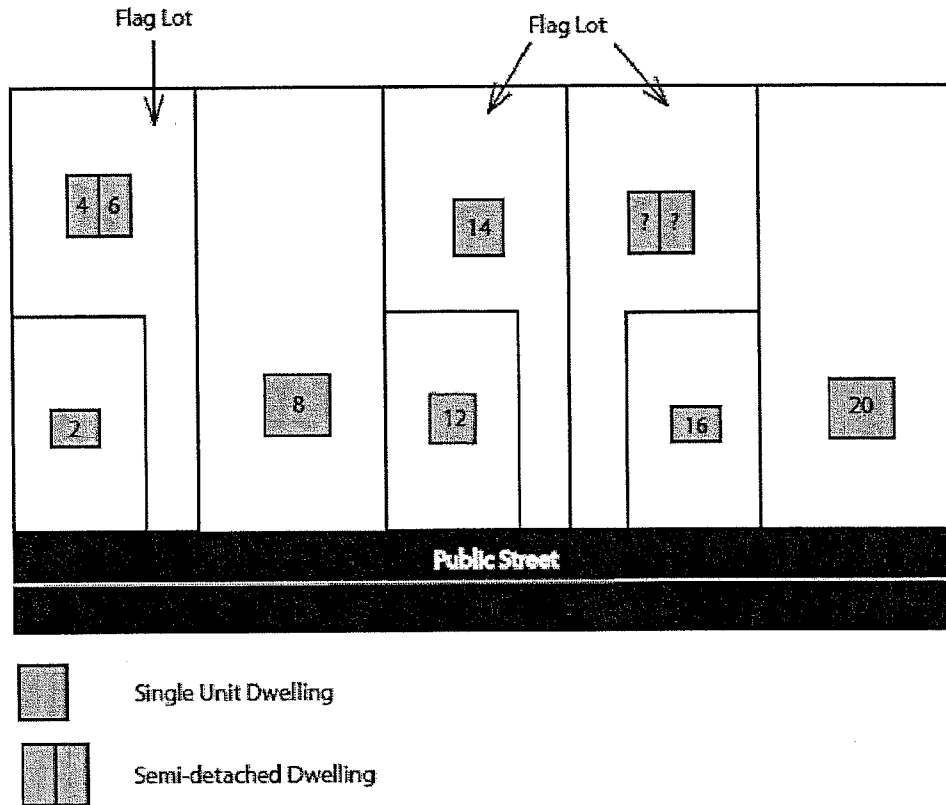 Flag Lot
Flag Lot
4 6
14
? ?
2
8
12
16
20
Public Street
Single Unit Dwelling
Semi-detached Dwelling